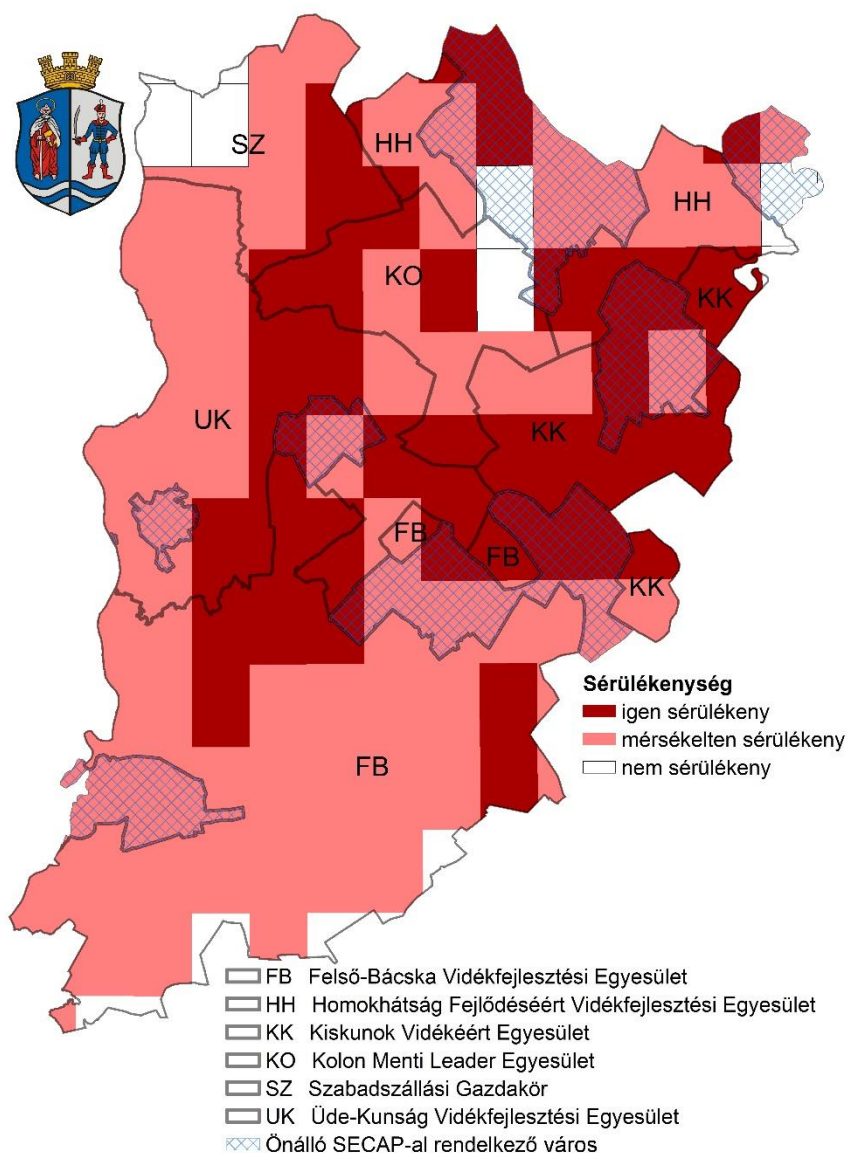 SZ
HH
HH
KO
KK
UK
KK
FB
FB
KK
Sérülékenység
igen sérülékeny
mérsékelten sérülékeny
nem sérülékeny
FB
FB Felső-Bácska Vidékfejlesztési Egyesület
HH Homokhátság Fejlődéséért Vidékfejlesztési Egyesület
KK Kiskunok Vidékéért Egyesület
KO Kolon Menti Leader Egyesület
SZ Szabadszállási Gazdakör
UK Üde-Kunság Vidékfejlesztési Egyesület
Önálló SECAP-al rendelkező város